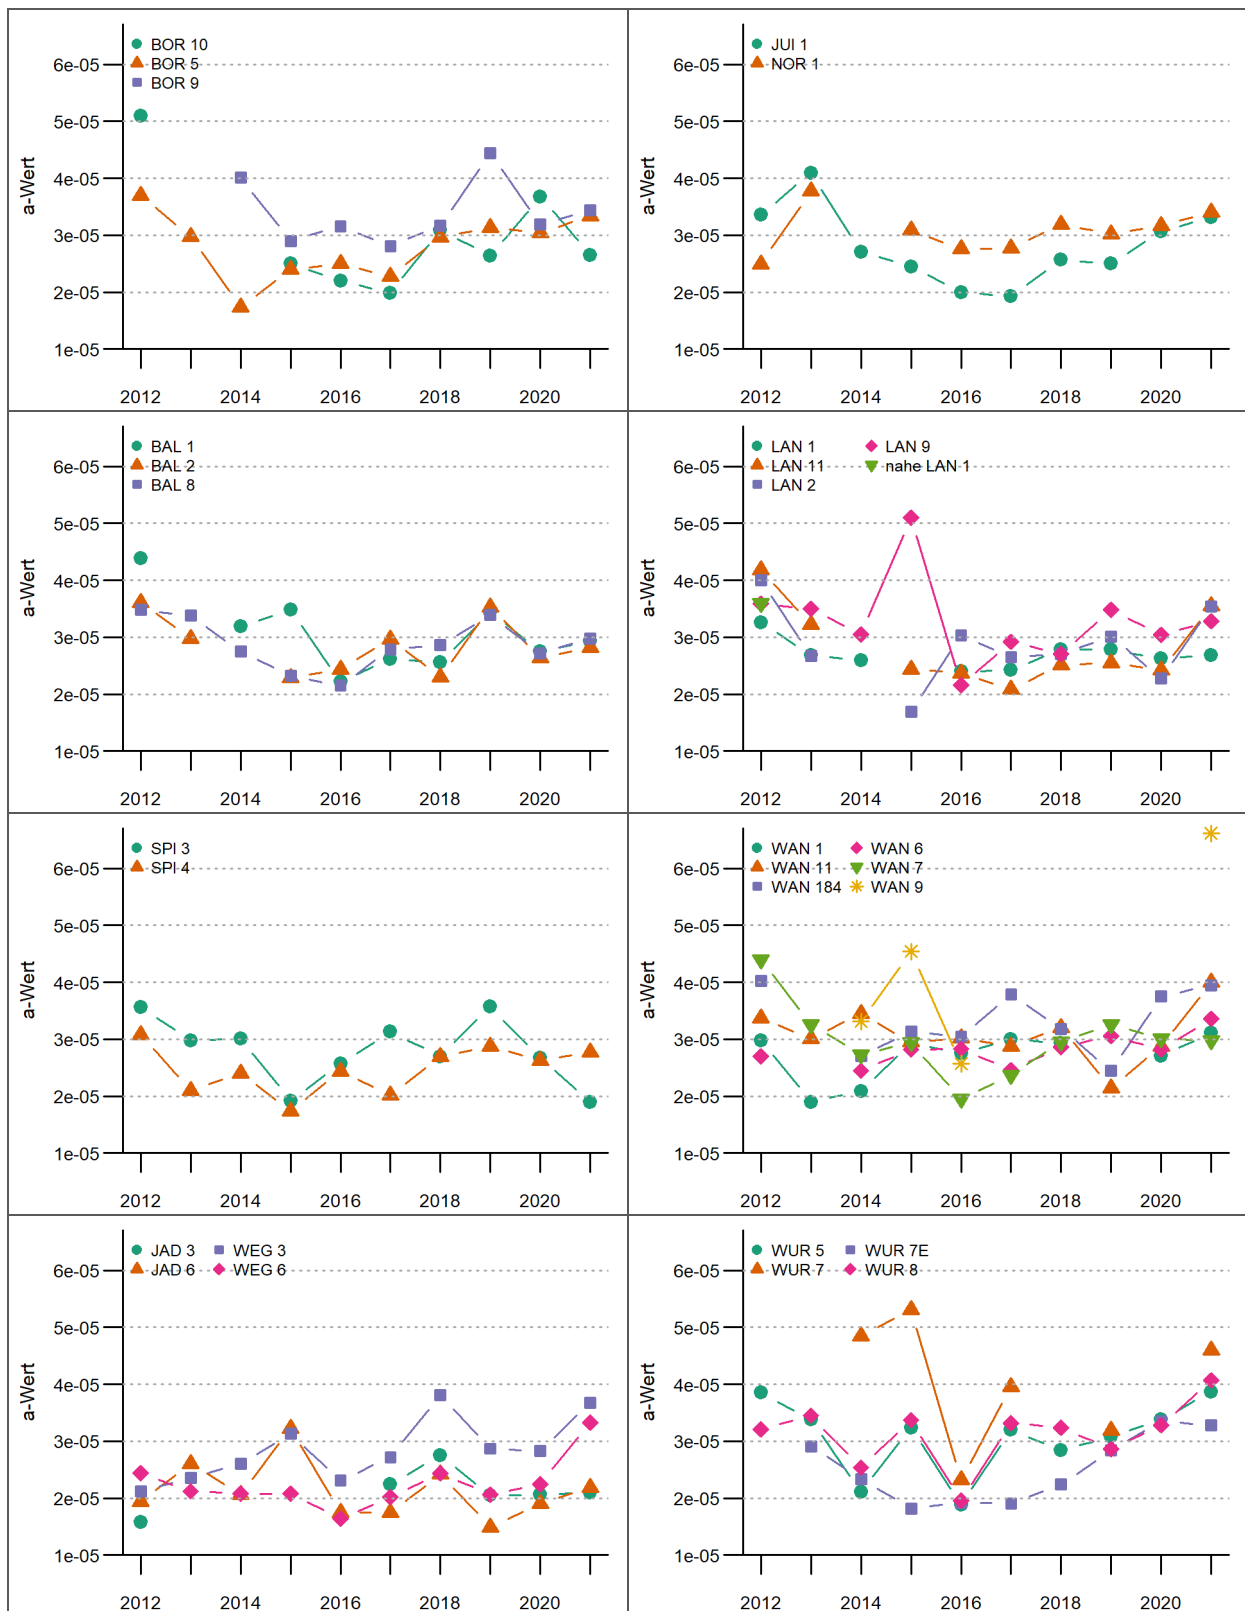 BOR 10
BOR 5
BOR 9
6e-05
5e-05
4e-05
3e-05
2e-05
1e-05
a-Wert
2012 2014 2016 2018 2020
JUI 1
NOR 1
6e-05
5e-05
4e-05
3e-05
2e-05
1e-05
a-Wert
2012 2014 2016 2018 2020
BAL 1
BAL 2
BAL 8
6e-05
5e-05
4e-05
3e-05
2e-05
1e-05
a-Wert
2012 2014 2016 2018 2020
LAN 1 LAN 9
LAN 11 nahe LAN 1
LAN 2
6e-05
5e-05
4e-05
3e-05
2e-05
1e-05
a-Wert
2012 2014 2016 2018 2020
SPI 3
SPI 4
6e-05
5e-05
4e-05
3e-05
2e-05
1e-05
a-Wert
2012 2014 2016 2018 2020
WAN 1 WAN 6
WAN 11 WAN 7
WAN 184 WAN 9
6e-05
5e-05
4e-05
3e-05
2e-05
1e-05
a-Wert
2012 2014 2016 2018 2020
JAD 3 WEG 3
JAD 6 WEG 6
6e-05
5e-05
4e-05
3e-05
2e-05
1e-05
a-Wert
2012 2014 2016 2018 2020
WUR 5 WUR 7E
WUR 7 WUR 8
6e-05
5e-05
4e-05
3e-05
2e-05
1e-05
a-Wert
2012 2014 2016 2018 2020